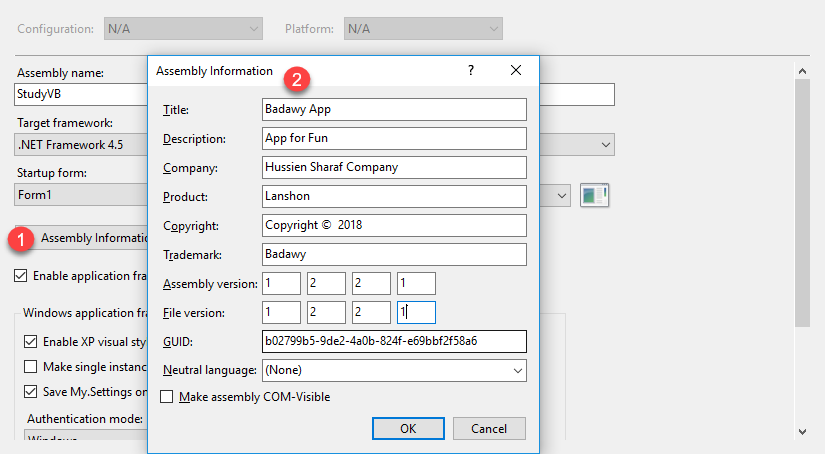 Configuration: N/A Platform: N/A
Assembly name:
StudyVB
Target framework:
.NET Framework 4.5
Startup form:
Form1
1 Assembly Informatio
Enable application fra
Windows application fra
Enable XP visual sty
Make single instanc
Save My.Settings on
Authentication mode:
Windows
Assembly Information 2 ?
Title: Badawy App
Description: App for Fun
Company: Hussien Sharaf Company
Product: Lanshon
Copyright: Copyright © 2018
Trademark: Badawy
Assembly version: 1 2 2 1
File version: 1 2 2 1
GUID: b02799b5-9de2-4a0b-824f-e69bbf2f58a6
Neutral language: (None)
Make assembly COM-Visible
OK Cancel